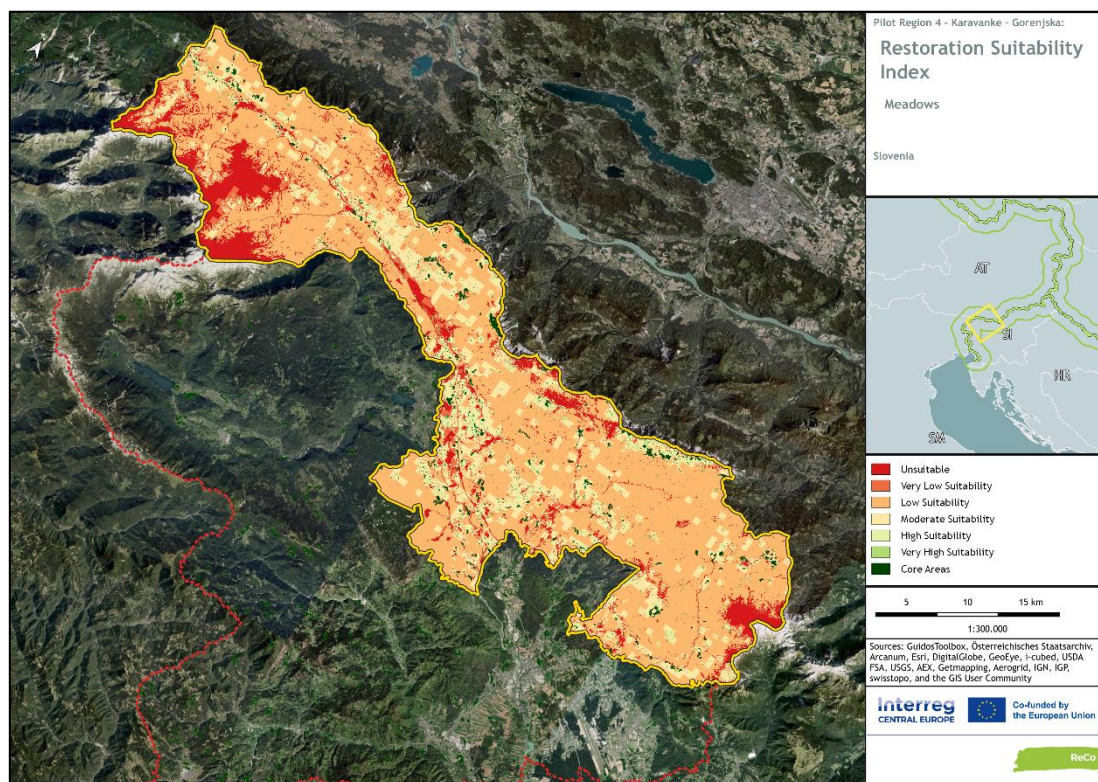 Pilot Region 4 - Karavanke - Gorenjska:
Restoration Suitability
Index
Meadows
Slovenia
AT
SI
HR
SM
Unsuitable
Very Low Suitability
Low Suitability
Moderate Suitability
High Suitability
Very High Suitability
Core Areas
5 10 15 km
1:300.000
Sources: GuidosToolbox, Österreichisches Staatsarchiv,
Arcanum, Esri, DigitalGlobe, GeoEye, i-cubed, USDA
FSA, USGS, AEX, Getmapping, Aerogrid, IGN, IGP,
swisstopo, and the GIS User Community
Interreg
CENTRAL EUROPE
Co-funded by
the European Union
ReCo